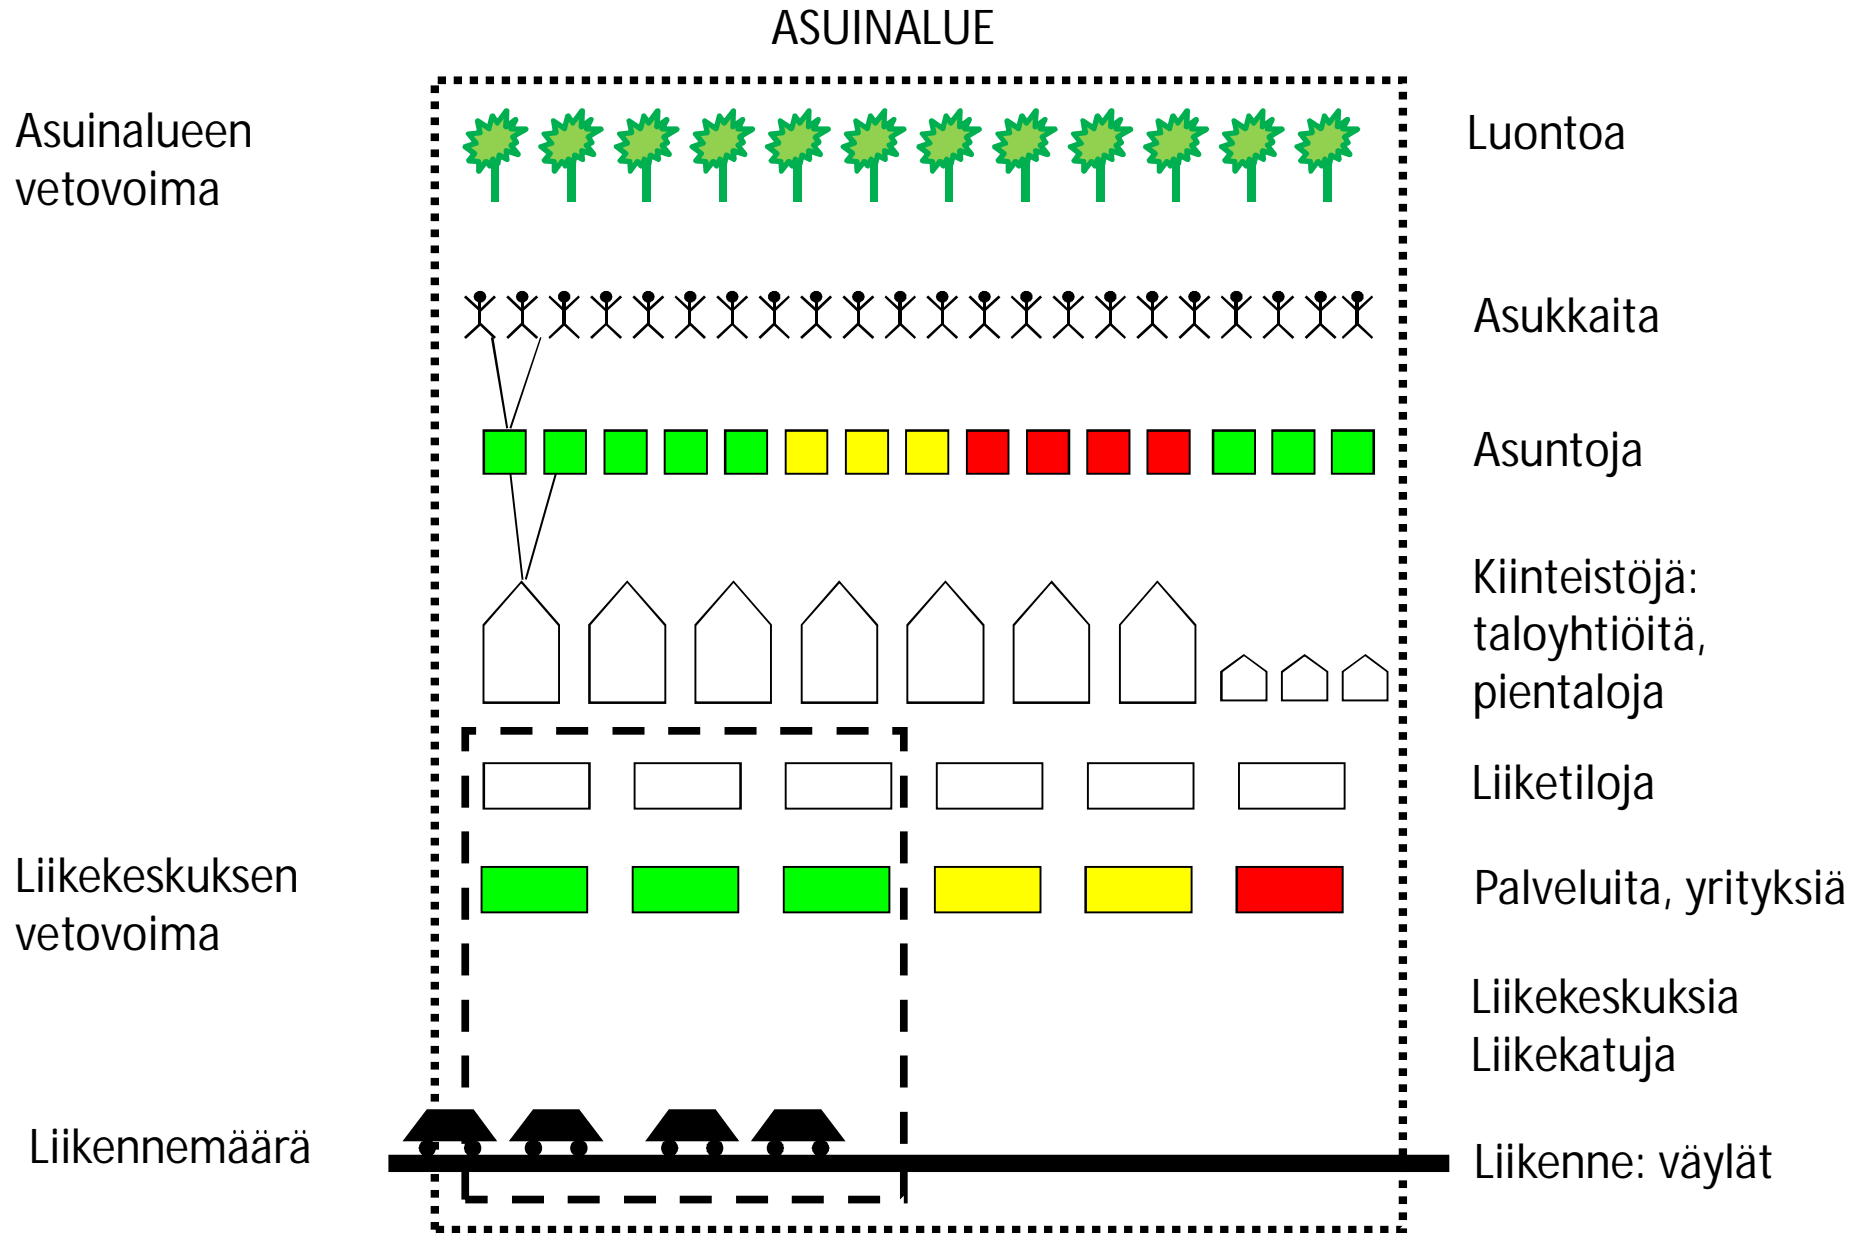 ASUINALUE
Asuinalueen
vetovoima
Luontoa
Asukkaita
Asuntoja
Kiinteistöjä:
taloyhtiöitä,
pientaloja
Liiketiloja
Liikekeskuksen
vetovoima
Palveluita, yrityksiä
Liikekeskuksia
Liikekatuja
Liikennemäärä
Liikenne: väylät